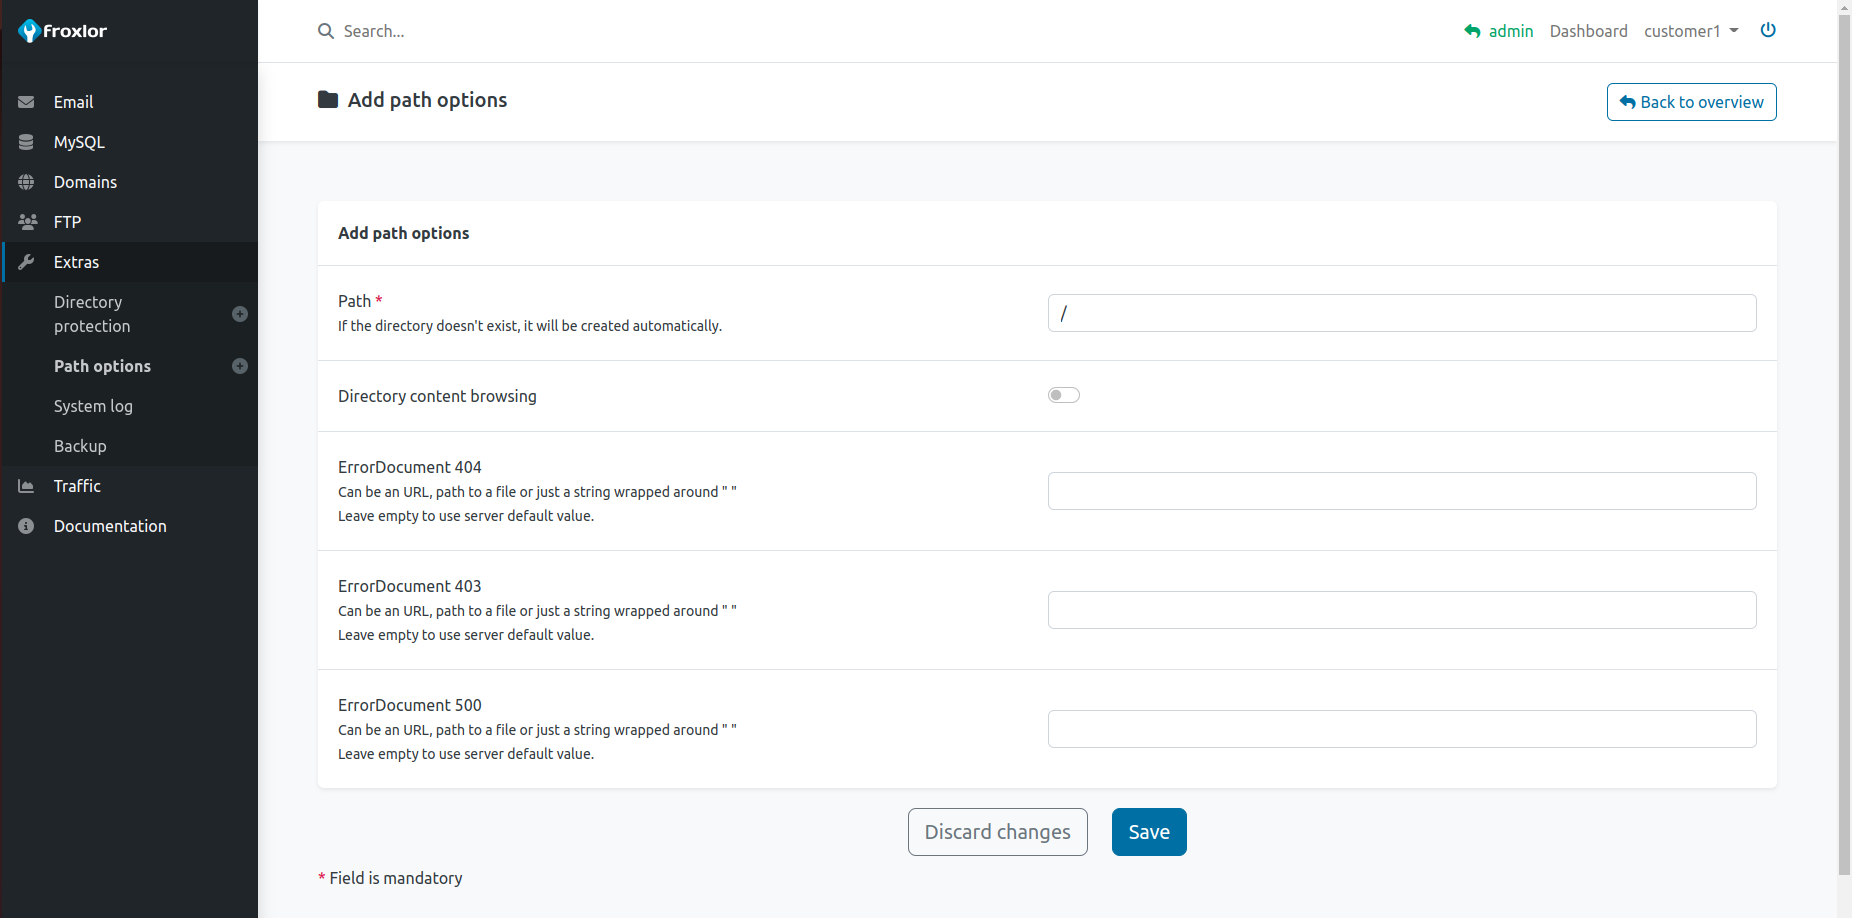 froxlor
Search...
admin
Dashboard
customer1
Add path options
Back to overview
Email
MySQL
Domains
FTP
Extras
Directory
protection
Path options
System log
Backup
Traffic
Documentation
Add path options
Path *
If the directory doesn't exist, it will be created automatically.
/
Directory content browsing
ErrorDocument 404
Can be an URL, path to a file or just a string wrapped around " "
Leave empty to use server default value.
ErrorDocument 403
Can be an URL, path to a file or just a string wrapped around " "
Leave empty to use server default value.
ErrorDocument 500
Can be an URL, path to a file or just a string wrapped around " "
Leave empty to use server default value.
Discard changes
Save
* Field is mandatory